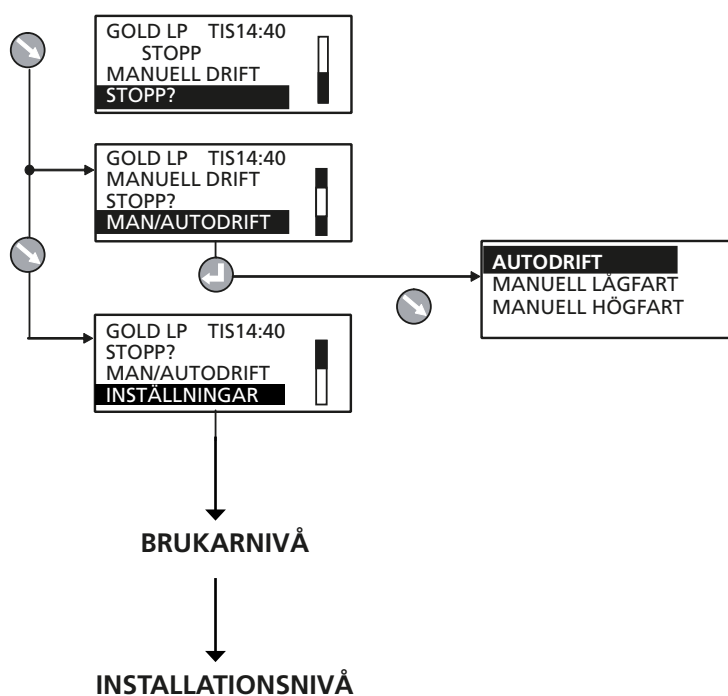 GOLD LP TIS14:40
STOPP
MANUELL DRIFT
STOPP?
GOLD LP TIS14:40
MANUELL DRIFT
STOPP?
MAN/AUTODRIFT
AUTODRIFT
MANUELL LÅGFART
MANUELL HÖGFART
GOLD LP TIS14:40
STOPP?
MAN/AUTODRIFT
INSTÄLLNINGAR
BRUKARNIVÅ
INSTALLATIONSNIVÅ